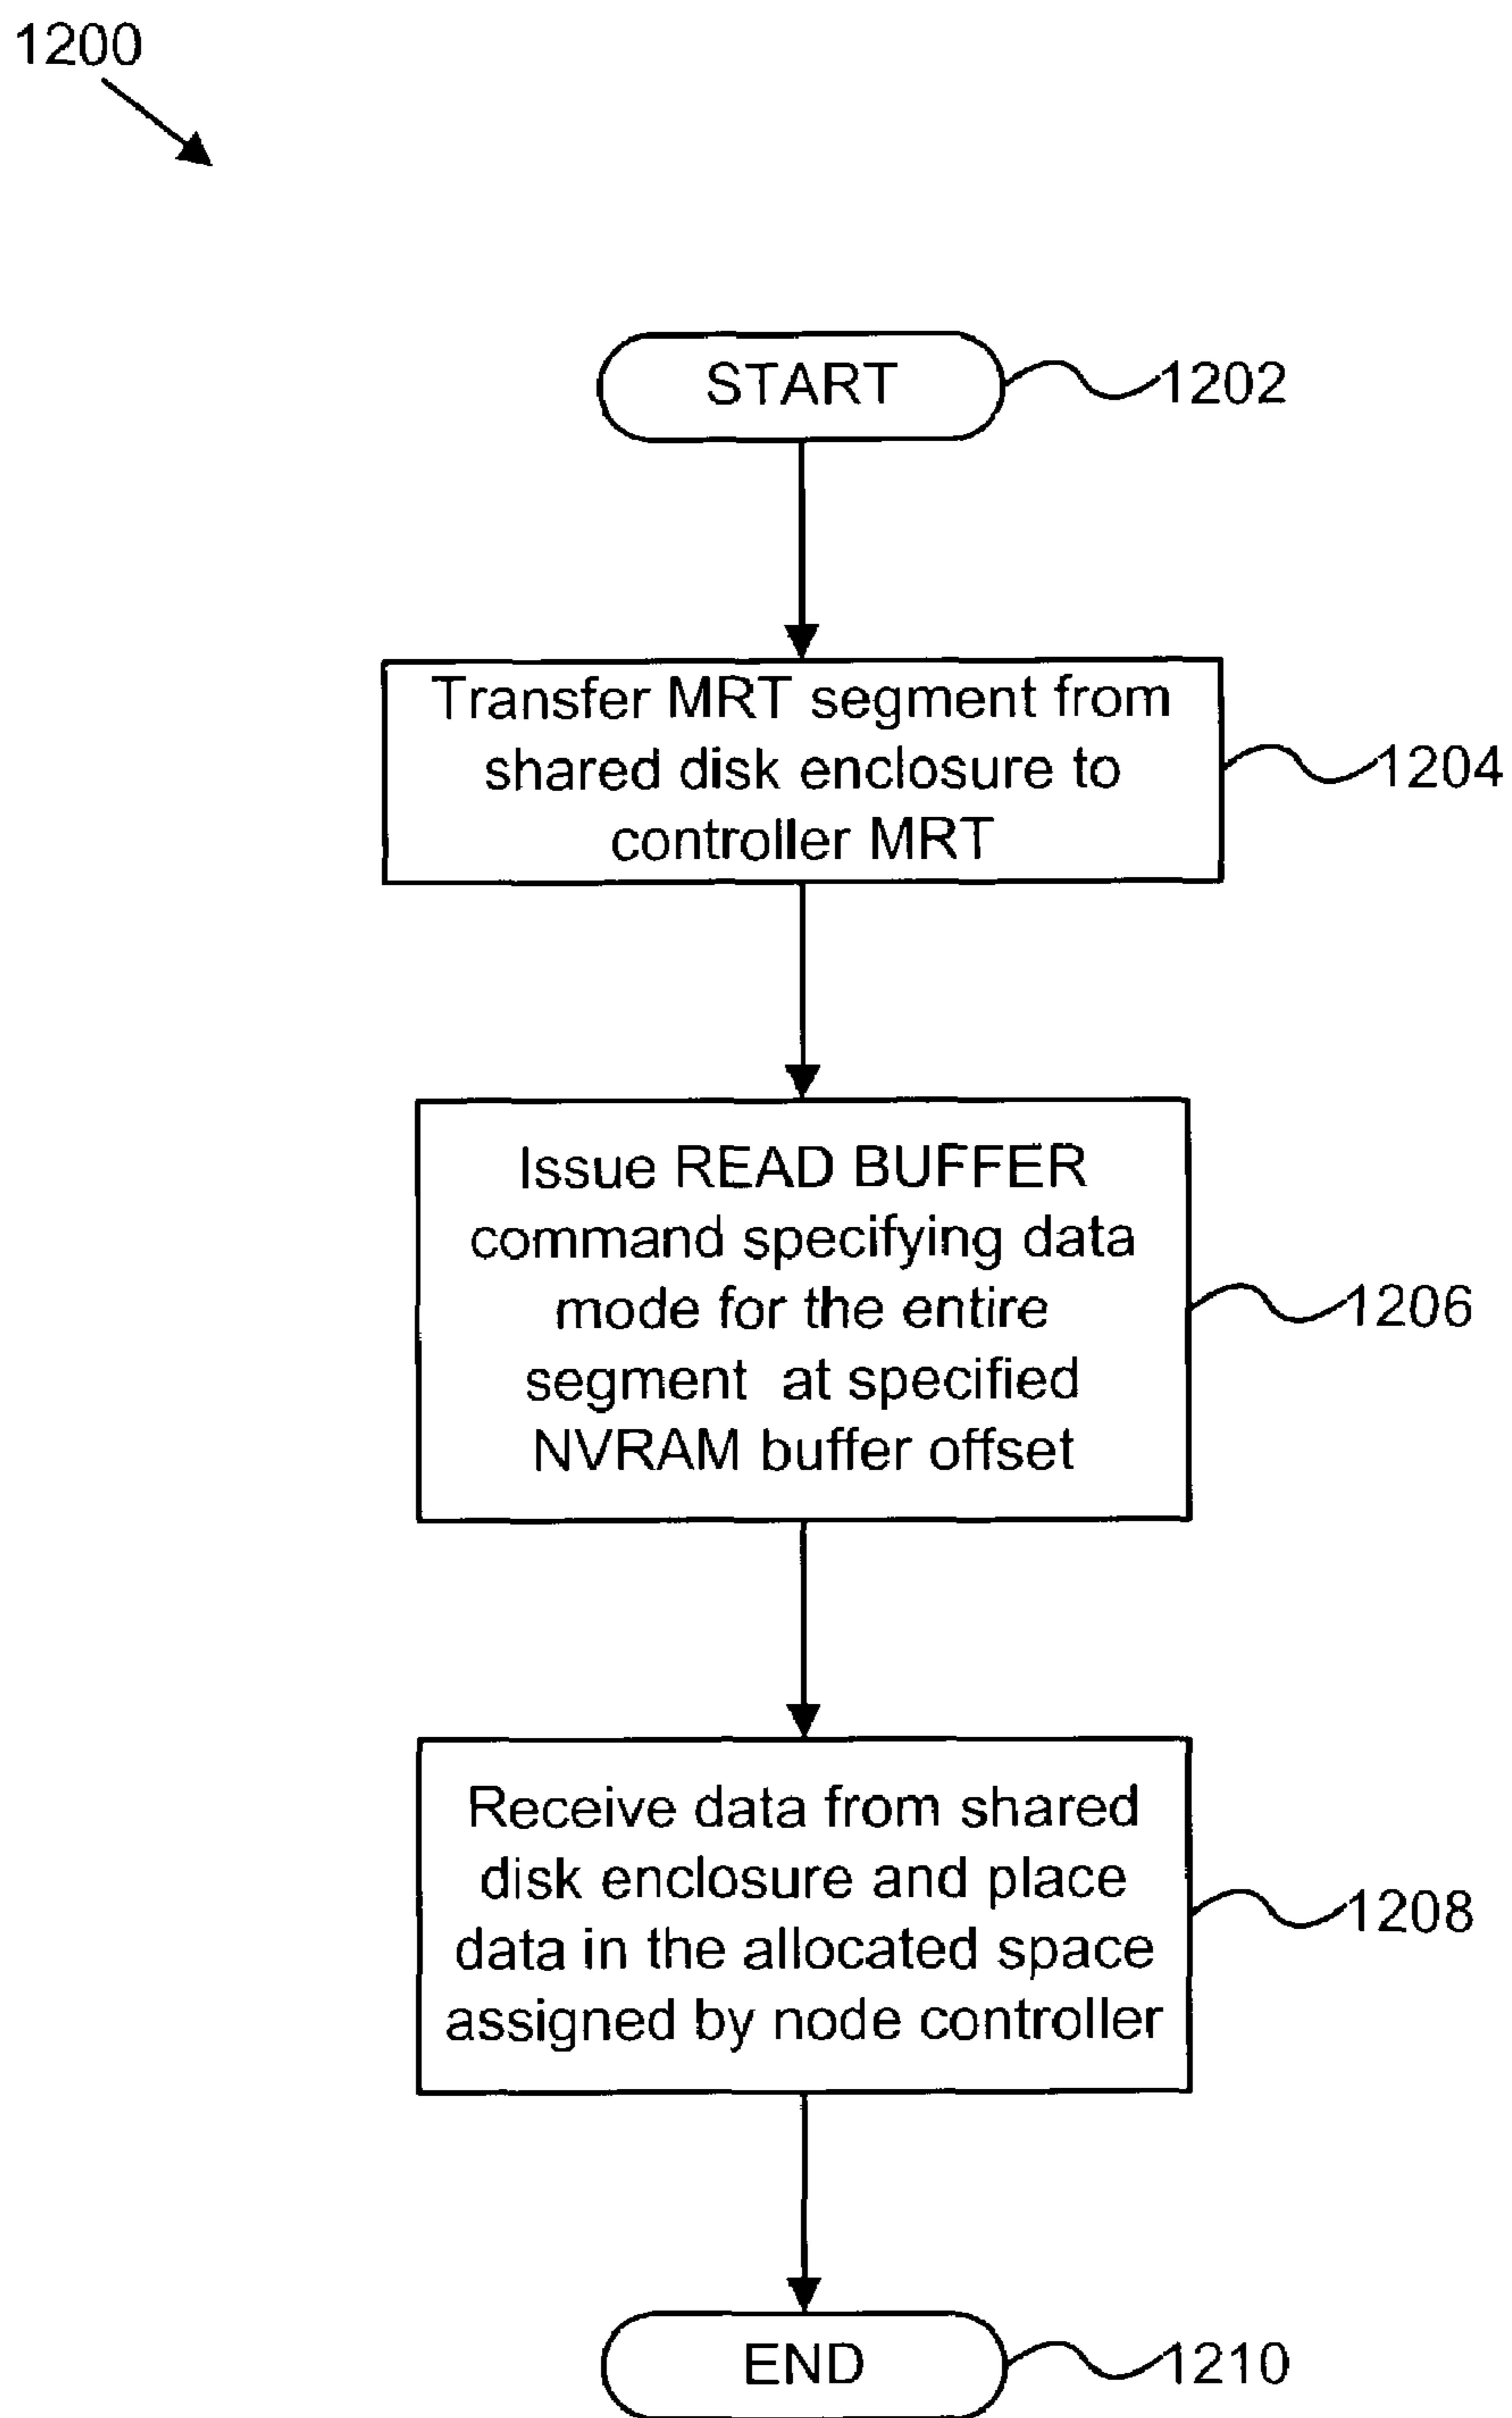 1200
START
1202
Transfer MRT segment from
shared disk enclosure to
controller MRT
1204
Issue READ BUFFER
command specifying data
mode for the entire
segment at specified
NVRAM buffer offset
1206
Receive data from shared
disk enclosure and place
data in the allocated space
assigned by node controller
1208
END
1210